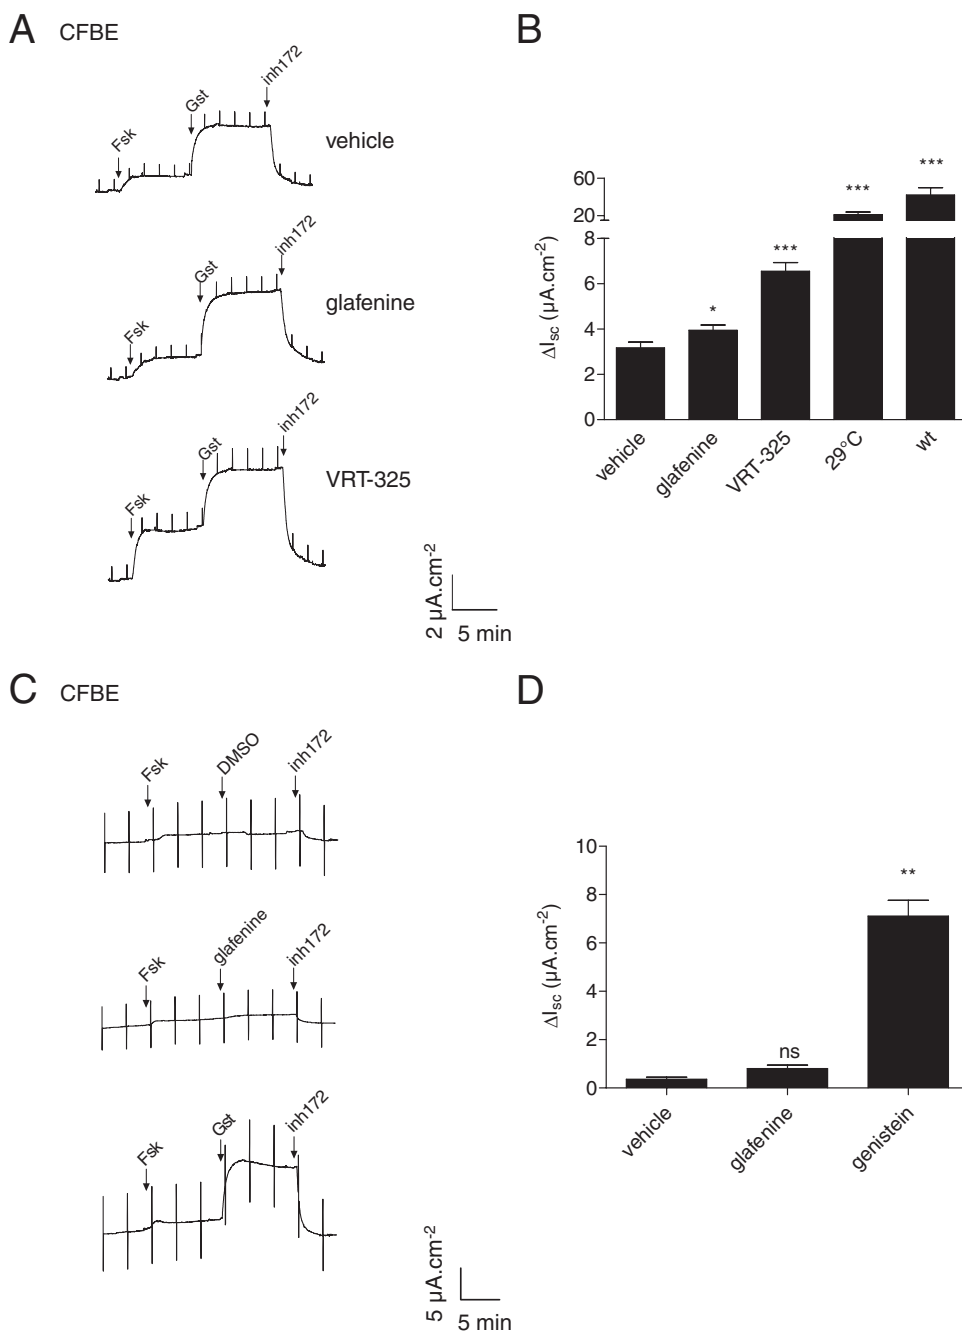 A CFBE
Fsk
Gst
inh172
vehicle
Fsk
Gst
inh172
glafenine
Fsk
Gst
inh172
VRT-325
2 µA.cm⁻²
5 min
B
ΔIsc (µA.cm⁻²)
60
20
8
6
4
2
0
*
***
***
***
vehicle
glafenine
VRT-325
29°C
wt
C CFBE
Fsk
DMSO
inh172
Fsk
glafenine
inh172
Fsk
Gst
inh172
5 µA.cm⁻²
5 min
D
ΔIsc (µA.cm⁻²)
10
8
6
4
2
0
ns
**
vehicle
glafenine
genistein